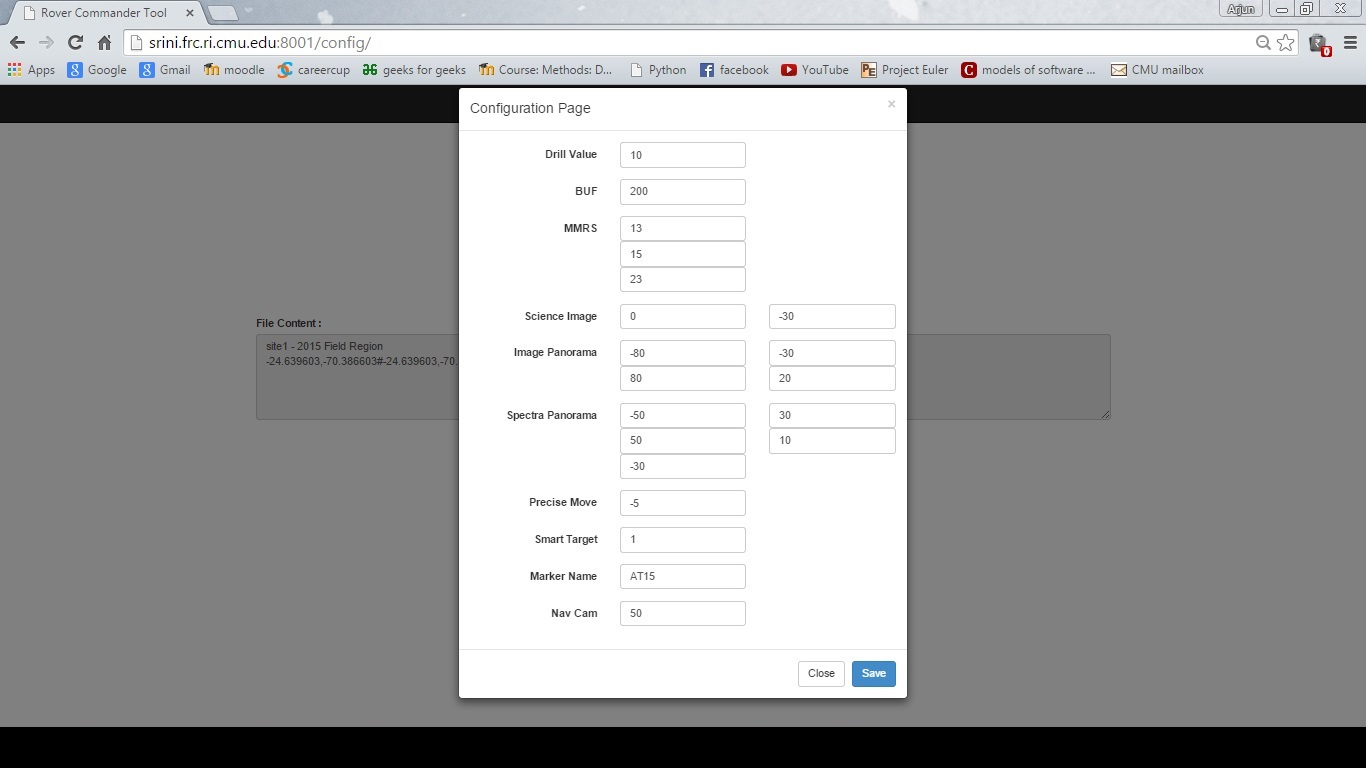 Rover Commander Tool
Arjun
srini.frc.ri.cmu.edu:8001/config/
0
Apps Google Gmail moodle careercup geeks for geeks Course: Methods: D... Python facebook YouTube Project Euler models of software ... CMU mailbox
Configuration Page ×
Drill Value 10
BUF 200
MMRS 13
15
23
Science Image 0 -30
Image Panorama -80 -30
80 20
Spectra Panorama -50 30
50 10
-30
Precise Move -5
Smart Target 1
Marker Name AT15
Nav Cam 50
Close Save
File Content :
site1 - 2015 Field Region
-24.639603,-70.386603#-24.639603,-70.